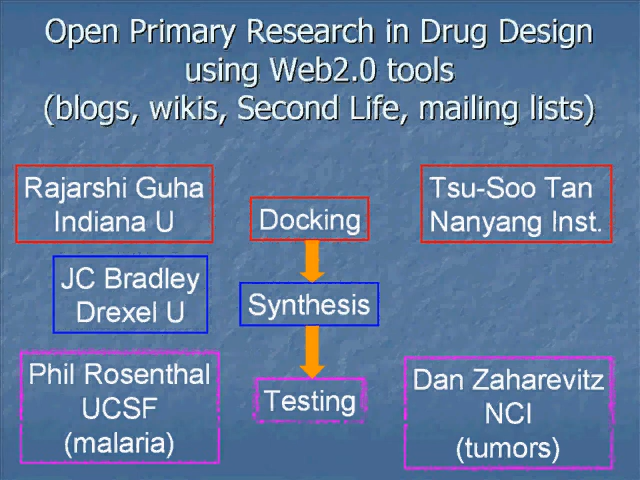 Open Primary Research in Drug Design
using Web2.0 tools
(blogs, wikis, Second Life, mailing lists)
Rajarshi Guha
Indiana U
Docking
Tsu-Soo Tan
Nanyang Inst.
JC Bradley
Drexel U
Synthesis
Phil Rosenthal
UCSF
(malaria)
Testing
Dan Zaharevitz
NCI
(tumors)